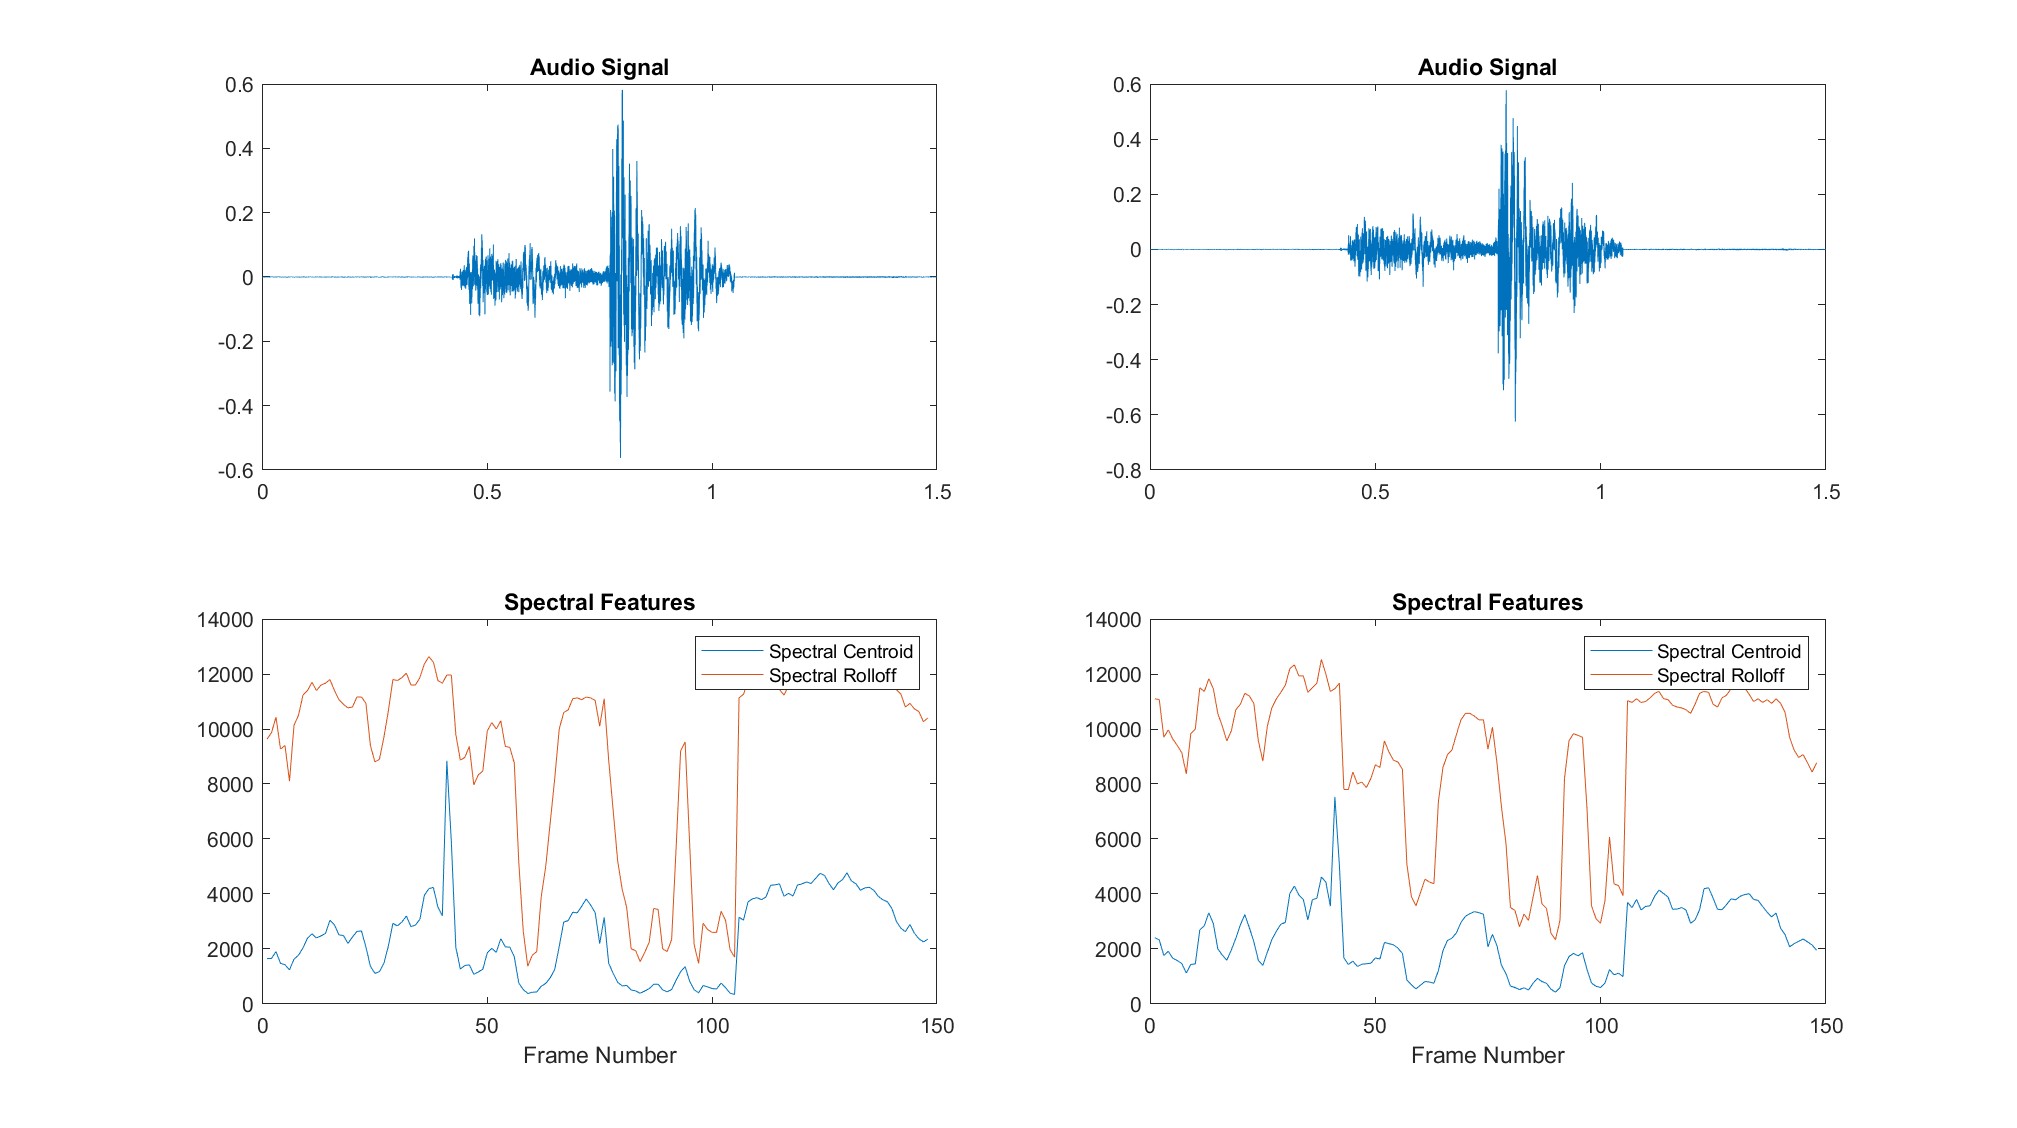 Audio Signal
0.6
0.4
0.2
0
-0.2
-0.4
-0.6
0 0.5 1 1.5
Audio Signal
0.6
0.4
0.2
0
-0.2
-0.4
-0.6
-0.8
0 0.5 1 1.5
Spectral Features
14000
12000
10000
8000
6000
4000
2000
0
Spectral Centroid
Spectral Rolloff
0 50 100 150
Frame Number
Spectral Features
14000
12000
10000
8000
6000
4000
2000
0
Spectral Centroid
Spectral Rolloff
0 50 100 150
Frame Number